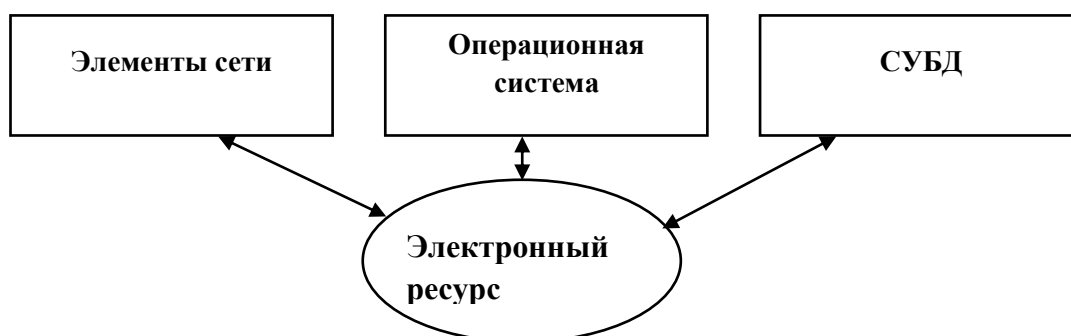 Элементы сети
Операционная
система
СУБД
Электронный
ресурс